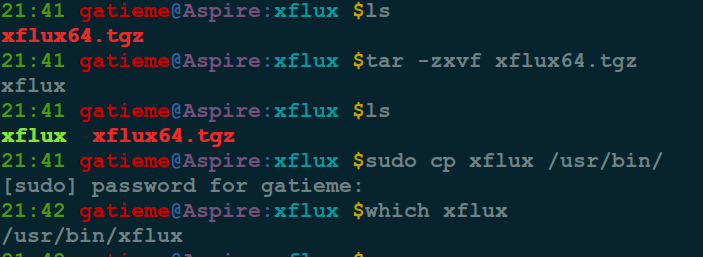 21:41 gatieme@Aspire:xflux $ls
xflux64.tgz
21:41 gatieme@Aspire:xflux $tar -zxvf xflux64.tgz
xflux
21:41 gatieme@Aspire:xflux $ls
xflux  xflux64.tgz
21:41 gatieme@Aspire:xflux $sudo cp xflux /usr/bin/
[sudo] password for gatieme:
21:42 gatieme@Aspire:xflux $which xflux
/usr/bin/xflux